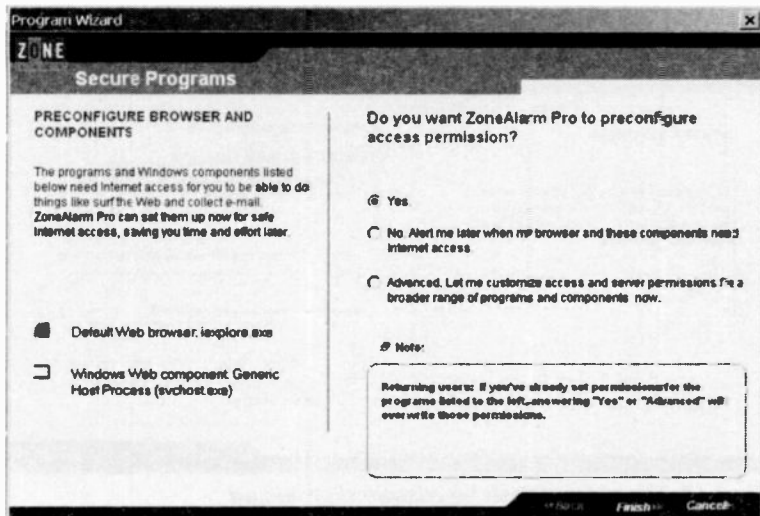 Program Wizard
ZONE
Secure Programs
PRECONFIGURE BROWSER AND
COMPONENTS
The programs and Windows components listed
below need Internet access for you to be able to do
things like surf the Web and collect e-mail.
ZoneAlarm Pro can set them up now for safe
Internet access, saving you time and effort later.
Default Web browser: iexplore.exe
Windows Web component: Generic
Host Process (svchost.exe)
Do you want ZoneAlarm Pro to preconfigure
access permission?
Yes.
No. Alert me later when my browser and these components need
Internet access.
Advanced. Let me customize access and server permissions for a
broader range of programs and components now.
Note:
Returning users: If you've already set permissions for the
programs listed to the left, answering "Yes" or "Advanced" will
overwrite those permissions.
<<Back Finish>> Cancel